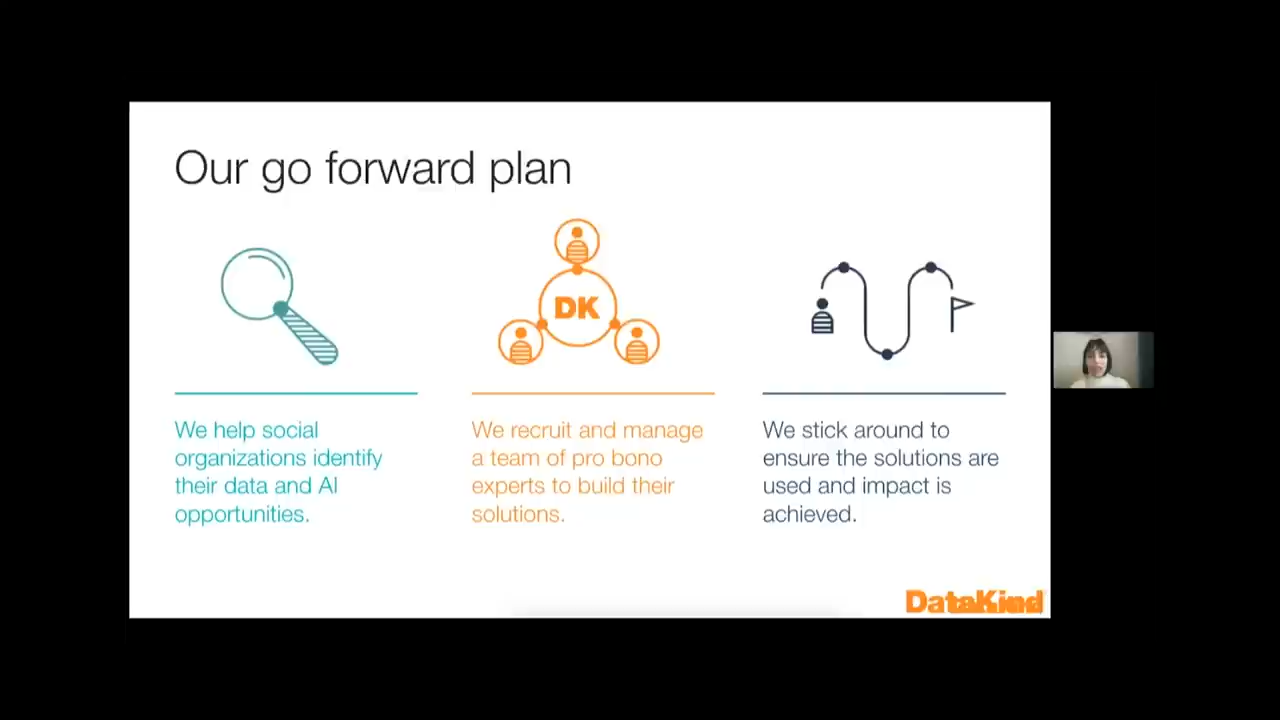 Our go forward plan
DK
We help social
organizations identify
their data and AI
opportunities.
We recruit and manage
a team of pro bono
experts to build their
solutions.
We stick around to
ensure the solutions are
used and impact is
achieved.
DataKind